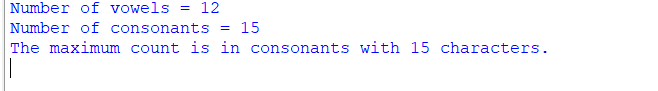 Number of vowels = 12
Number of consonants = 15
The maximum count is in consonants with 15 characters.